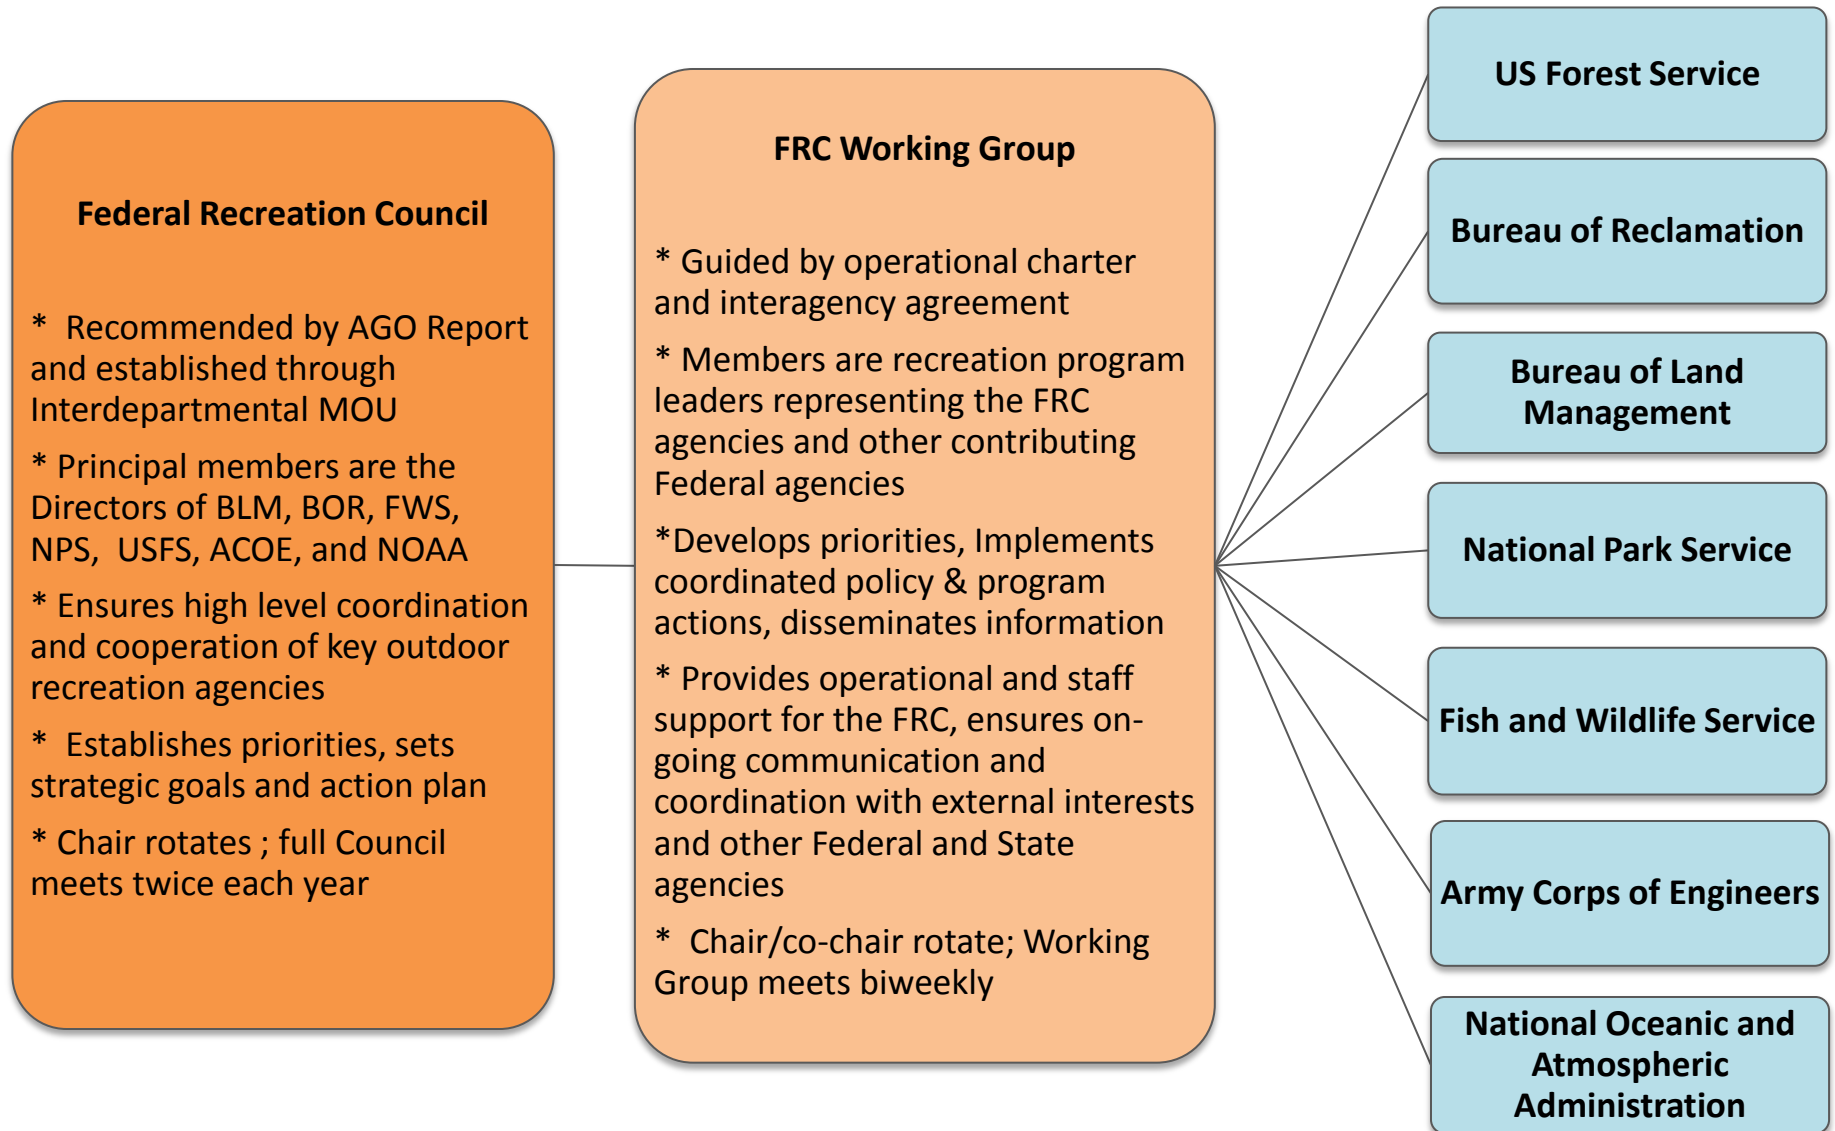 Federal Recreation Council
* Recommended by AGO Report
and established through
Interdepartmental MOU
* Principal members are the
Directors of BLM, BOR, FWS,
NPS, USFS, ACOE, and NOAA
* Ensures high level coordination
and cooperation of key outdoor
recreation agencies
* Establishes priorities, sets
strategic goals and action plan
* Chair rotates ; full Council
meets twice each year
FRC Working Group
* Guided by operational charter
and interagency agreement
* Members are recreation program
leaders representing the FRC
agencies and other contributing
Federal agencies
*Develops priorities, Implements
coordinated policy & program
actions, disseminates information
* Provides operational and staff
support for the FRC, ensures on-
going communication and
coordination with external interests
and other Federal and State
agencies
* Chair/co-chair rotate; Working
Group meets biweekly
US Forest Service
Bureau of Reclamation
Bureau of Land
Management
National Park Service
Fish and Wildlife Service
Army Corps of Engineers
National Oceanic and
Atmospheric
Administration